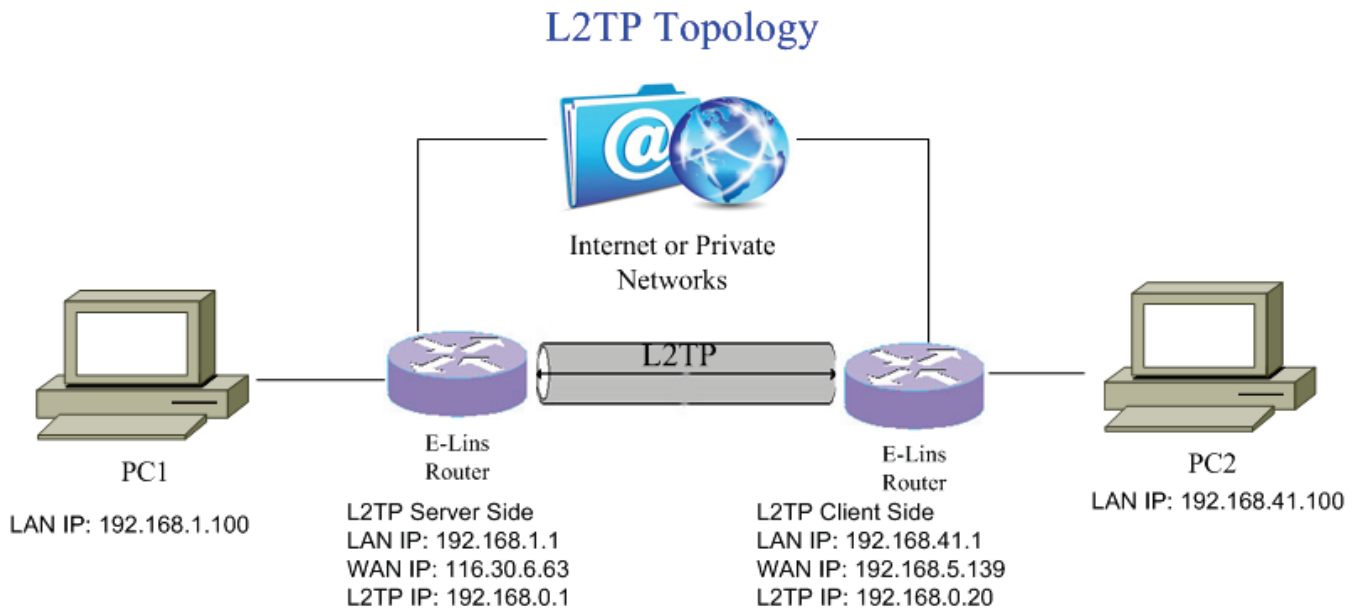 L2TP Topology
@
Internet or Private
Networks
L2TP
E-Lins
Router
E-Lins
Router
PC1
PC2
LAN IP: 192.168.1.100
LAN IP: 192.168.41.100
L2TP Server Side
LAN IP: 192.168.1.1
WAN IP: 116.30.6.63
L2TP IP: 192.168.0.1
L2TP Client Side
LAN IP: 192.168.41.1
WAN IP: 192.168.5.139
L2TP IP: 192.168.0.20